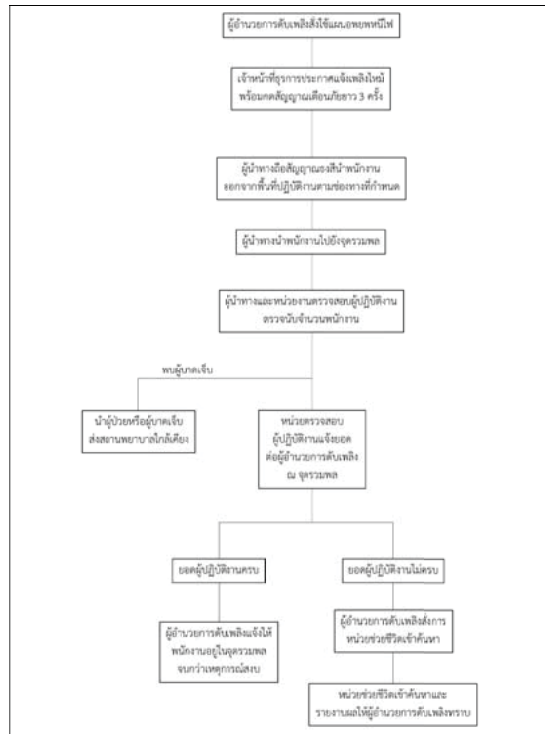 ผู้อำนวยการดับเพลิงสั่งใช้แผนอพยพหนีไฟ
เจ้าหน้าที่ธุรการประกาศแจ้งเพลิงไหม้
พร้อมกดสัญญาณเตือนภัยยาว 3 ครั้ง
ผู้นำทางถือสัญญาณธงสีนำพนักงาน
ออกจากพื้นที่ปฏิบัติงานตามช่องทางที่กำหนด
ผู้นำทางนำพนักงานไปยังจุดรวมพล
ผู้นำทางและหน่วยงานตรวจสอบผู้ปฏิบัติงาน
ตรวจนับจำนวนพนักงาน
พบผู้บาดเจ็บ
นำผู้ป่วยหรือผู้บาดเจ็บ
ส่งสถานพยาบาลใกล้เคียง
หน่วยตรวจสอบ
ผู้ปฏิบัติงานแจ้งยอด
ต่อผู้อำนวยการดับเพลิง
ณ จุดรวมพล
ยอดผู้ปฏิบัติงานครบ
ยอดผู้ปฏิบัติงานไม่ครบ
ผู้อำนวยการดับเพลิงแจ้งให้
พนักงานอยู่ในจุดรวมพล
จนกว่าเหตุการณ์สงบ
ผู้อำนวยการดับเพลิงสั่งการ
หน่วยช่วยชีวิตเข้าค้นหา
หน่วยช่วยชีวิตเข้าค้นหาและ
รายงานผลให้ผู้อำนวยการดับเพลิงทราบ